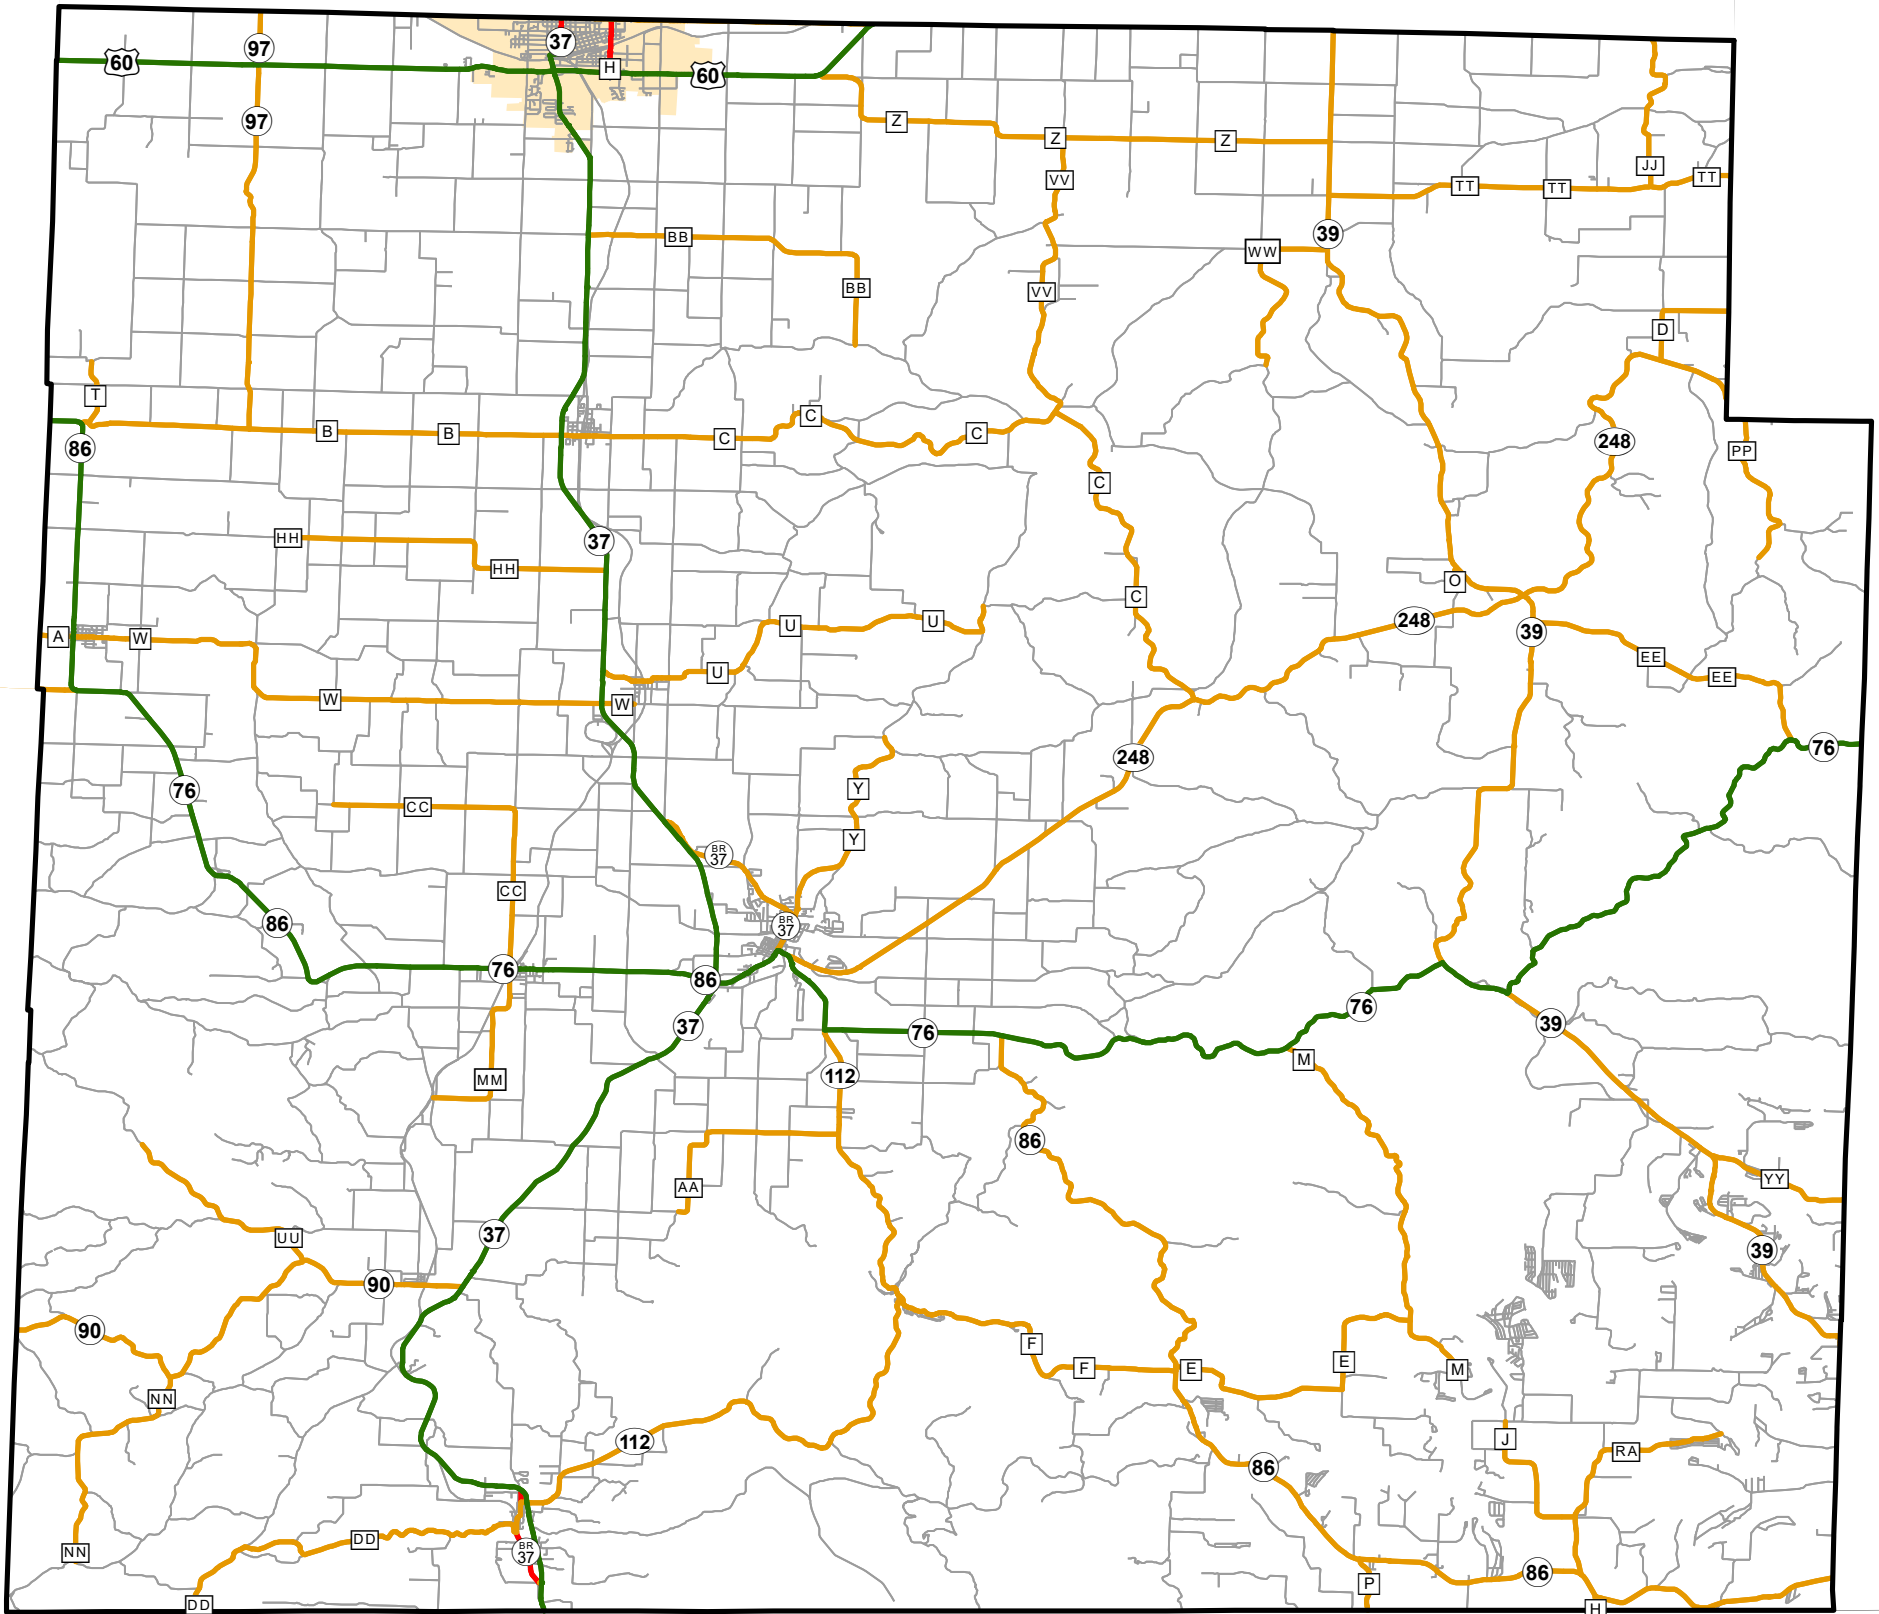 97
37
60
H
60
97
Z
Z
Z
JJ
TT
VV
TT
TT
39
BB
WW
BB
VV
D
T
C
B
B
C
C
248
86
PP
C
HH
37
HH
O
C
248
U
U
39
A
W
EE
U
EE
W
W
76
248
76
Y
CC
Y
BR
37
CC
86
BR
37
76
86
76
39
37
76
M
112
MM
86
YY
AA
37
UU
39
90
90
F
E
F
E
M
NN
J
112
RA
86
DD
NN
BR
37
86
P
DD
H